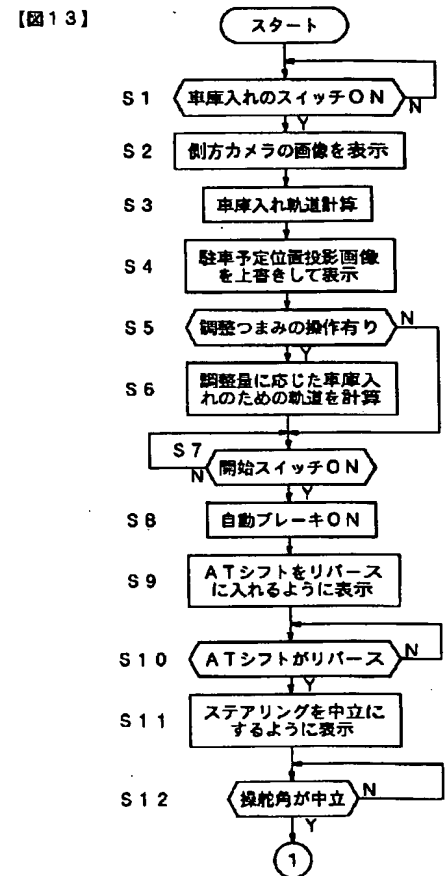 【図13】
スタート
S1
車庫入れのスイッチON
N
Y
S2
側方カメラの画像を表示
S3
車庫入れ軌道計算
S4
駐車予定位置投影画像
を上書きして表示
S5
調整つまみの操作有り
N
Y
S6
調整量に応じた車庫入
れのための軌道を計算
S7
開始スイッチON
N
Y
S8
自動ブレーキON
S9
ATシフトをリバース
に入れるように表示
S10
ATシフトがリバース
N
Y
S11
ステアリングを中立に
するように表示
S12
操舵角が中立
N
Y
1